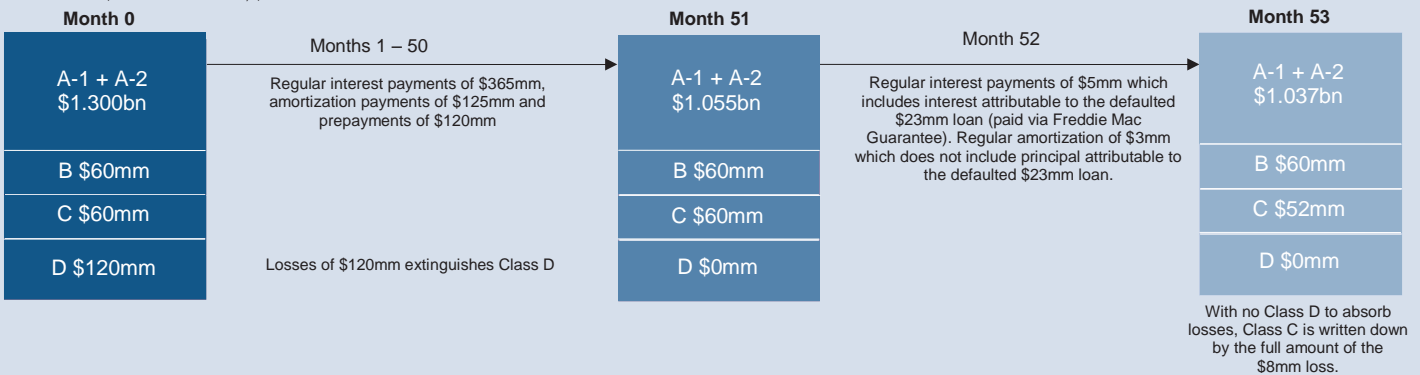 Month 0
Month 51
Month 53
Months 1 – 50
Month 52
A-1 + A-2
$1.300bn
B $60mm
C $60mm
D $120mm
Regular interest payments of $365mm,
amortization payments of $125mm and
prepayments of $120mm
Losses of $120mm extinguishes Class D
A-1 + A-2
$1.055bn
B $60mm
C $60mm
D $0mm
Regular interest payments of $5mm which
includes interest attributable to the defaulted
$23mm loan (paid via Freddie Mac
Guarantee). Regular amortization of $3mm
which does not include principal attributable to
the defaulted $23mm loan.
A-1 + A-2
$1.037bn
B $60mm
C $52mm
D $0mm
With no Class D to absorb
losses, Class C is written down
by the full amount of the
$8mm loss.